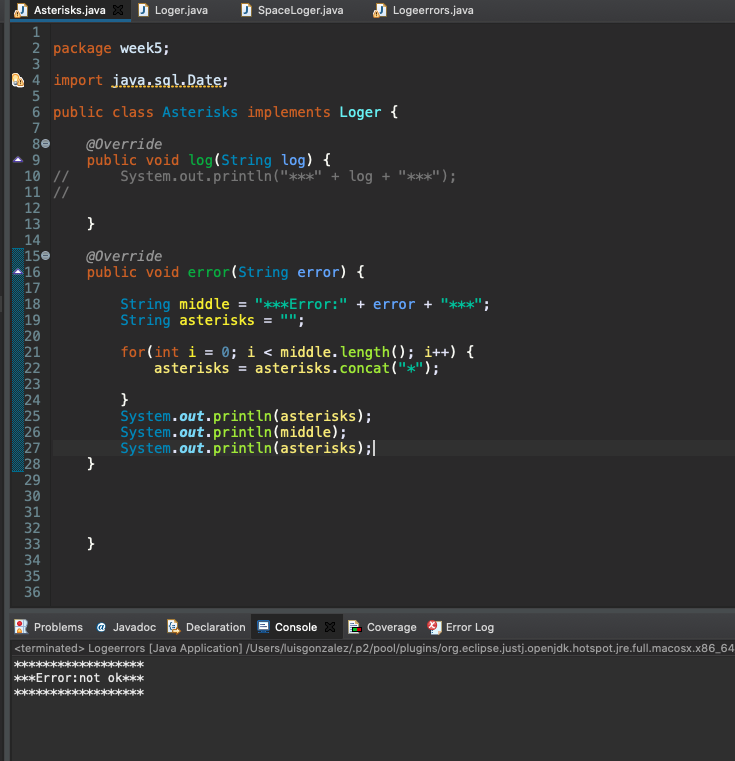 Asterisks.java Loger.java SpaceLoger.java Logeerrors.java
1
2 package week5;
3
4 import java.sql.Date;
5
6 public class Asterisks implements Loger {
7
8 @Override
9 public void log(String log) {
10 // System.out.println("***" + log + "***");
11 //
12
13 }
14
15 @Override
16 public void error(String error) {
17
18 String middle = "***Error:" + error + "***";
19 String asterisks = "";
20
21 for(int i = 0; i < middle.length(); i++) {
22 asterisks = asterisks.concat("*");
23
24 }
25 System.out.println(asterisks);
26 System.out.println(middle);
27 System.out.println(asterisks);
28 }
29
30
31
32
33 }
34
35
36
Problems @ Javadoc Declaration Console Coverage Error Log
<terminated> Logeerrors [Java Application] /Users/luisgonzalez/.p2/pool/plugins/org.eclipse.justj.openjdk.hotspot.jre.full.macosx.x86_64
******************
***Error:not ok***
******************